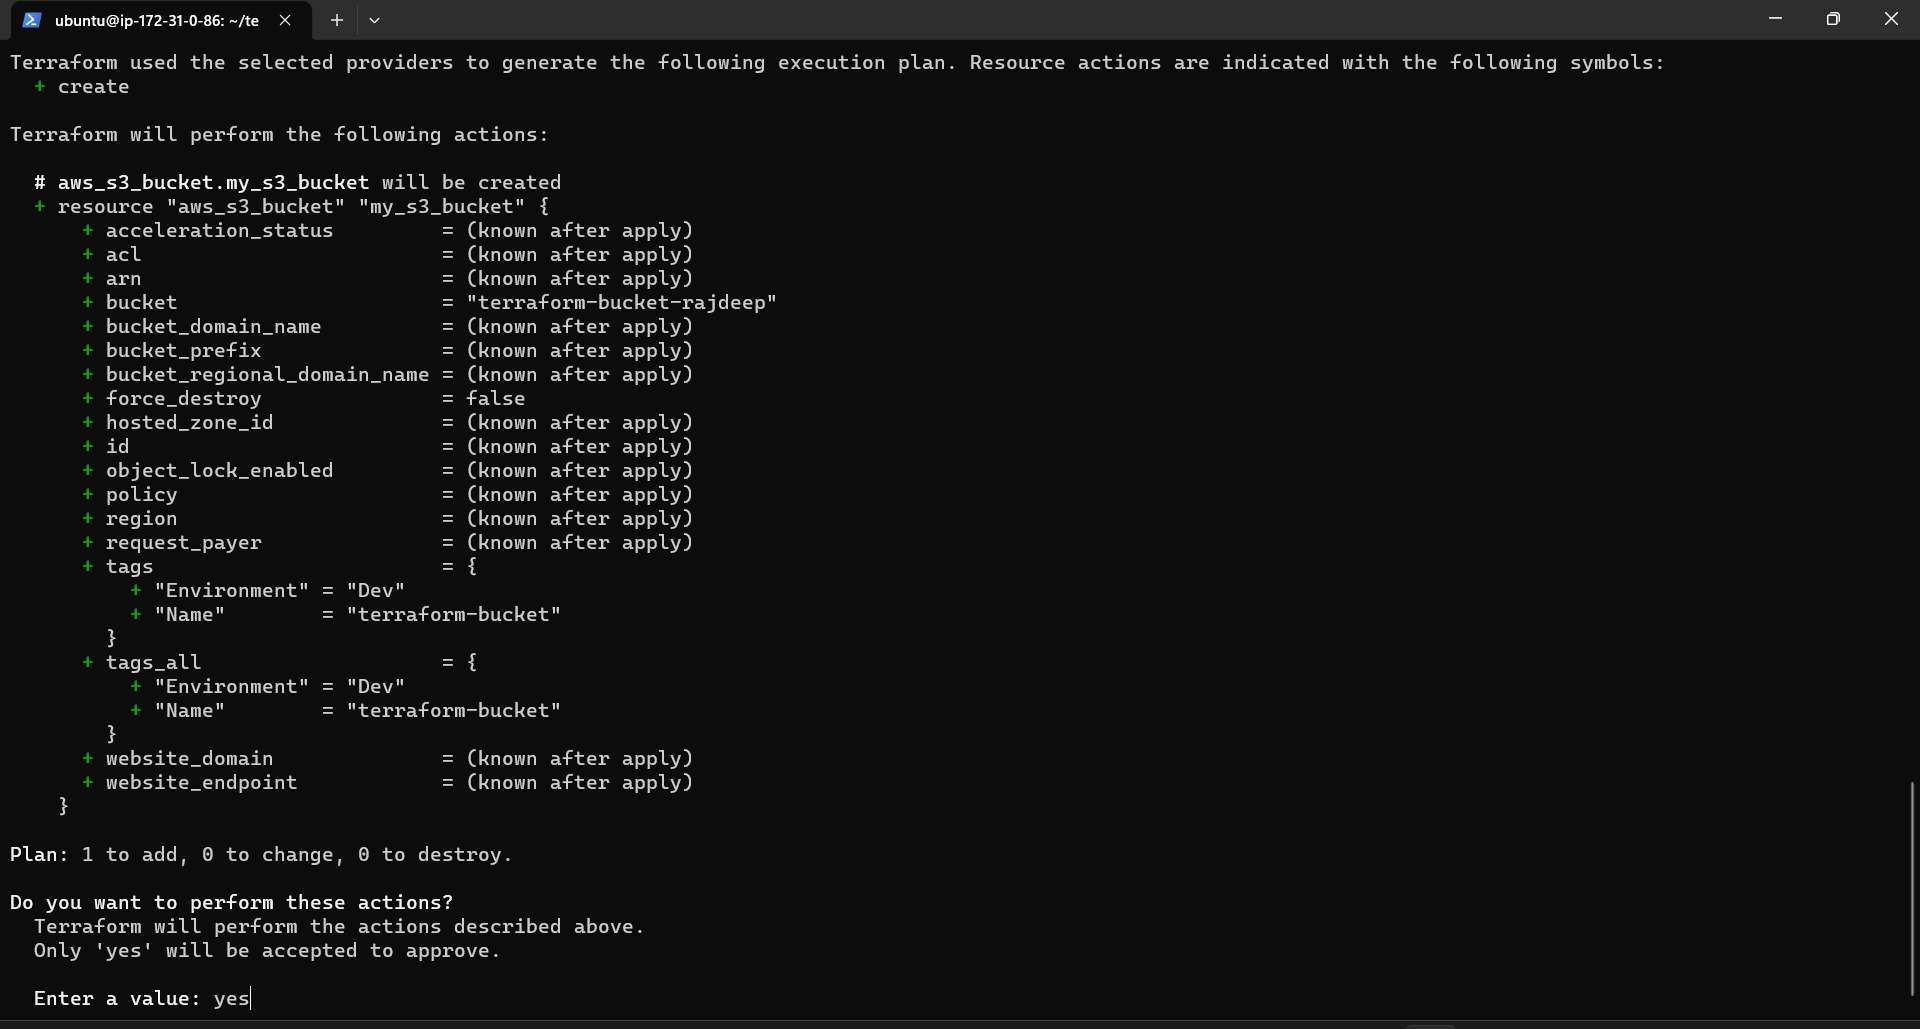 ubuntu@ip-172-31-0-86: ~/te
Terraform used the selected providers to generate the following execution plan. Resource actions are indicated with the following symbols:
  + create

Terraform will perform the following actions:

  # aws_s3_bucket.my_s3_bucket will be created
  + resource "aws_s3_bucket" "my_s3_bucket" {
      + acceleration_status         = (known after apply)
      + acl                         = (known after apply)
      + arn                         = (known after apply)
      + bucket                      = "terraform-bucket-rajdeep"
      + bucket_domain_name          = (known after apply)
      + bucket_prefix               = (known after apply)
      + bucket_regional_domain_name = (known after apply)
      + force_destroy               = false
      + hosted_zone_id              = (known after apply)
      + id                          = (known after apply)
      + object_lock_enabled         = (known after apply)
      + policy                      = (known after apply)
      + region                      = (known after apply)
      + request_payer               = (known after apply)
      + tags                        = {
          + "Environment" = "Dev"
          + "Name"        = "terraform-bucket"
        }
      + tags_all                    = {
          + "Environment" = "Dev"
          + "Name"        = "terraform-bucket"
        }
      + website_domain              = (known after apply)
      + website_endpoint            = (known after apply)
    }

Plan: 1 to add, 0 to change, 0 to destroy.

Do you want to perform these actions?
  Terraform will perform the actions described above.
  Only 'yes' will be accepted to approve.

  Enter a value: yes